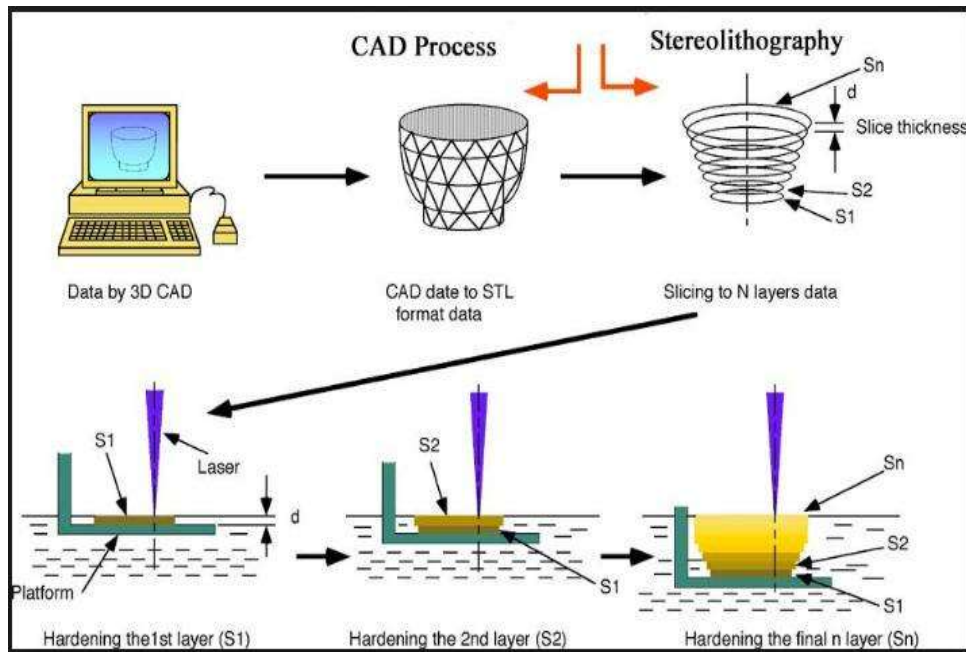 CAD Process
Stereolithography
Sn
d
Slice thickness
S2
S1
Data by 3D CAD
CAD date to STL
format data
Slicing to N layers data
S1
Laser
d
Platform
Hardening the1st layer (S1)
S2
S1
Hardening the 2nd layer (S2)
Sn
S2
S1
Hardening the final n layer (Sn)